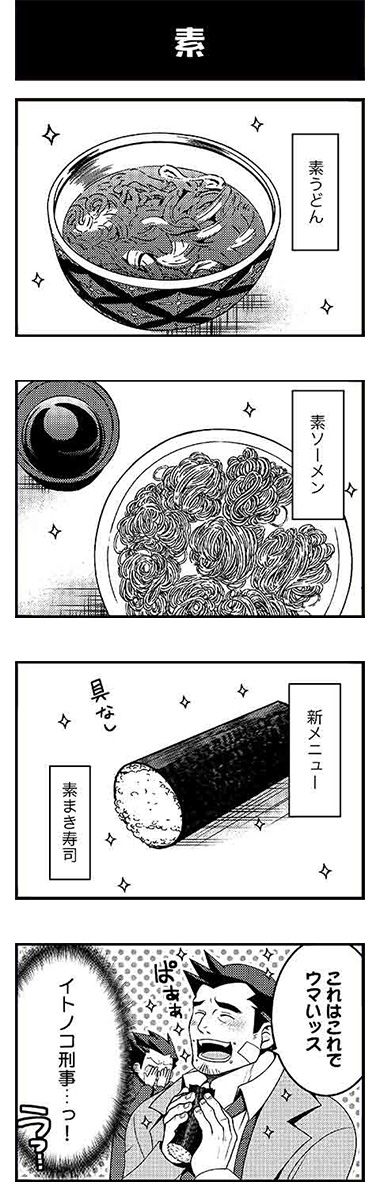 素
素うどん
素ソーメン
新メニュー
具なし
素まき寿司
これはこれで
ウマいッス
ぱあぁ
イトノコ刑事…っ！
うっ…